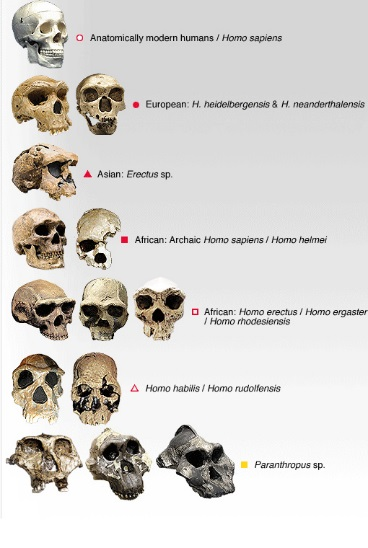 Anatomically modern humans / Homo sapiens
European: H. heidelbergensis & H. neanderthalensis
Asian: Erectus sp.
African: Archaic Homo sapiens / Homo helmei
African: Homo erectus / Homo ergaster
/ Homo rhodesiensis
Homo habilis / Homo rudolfensis
Paranthropus sp.